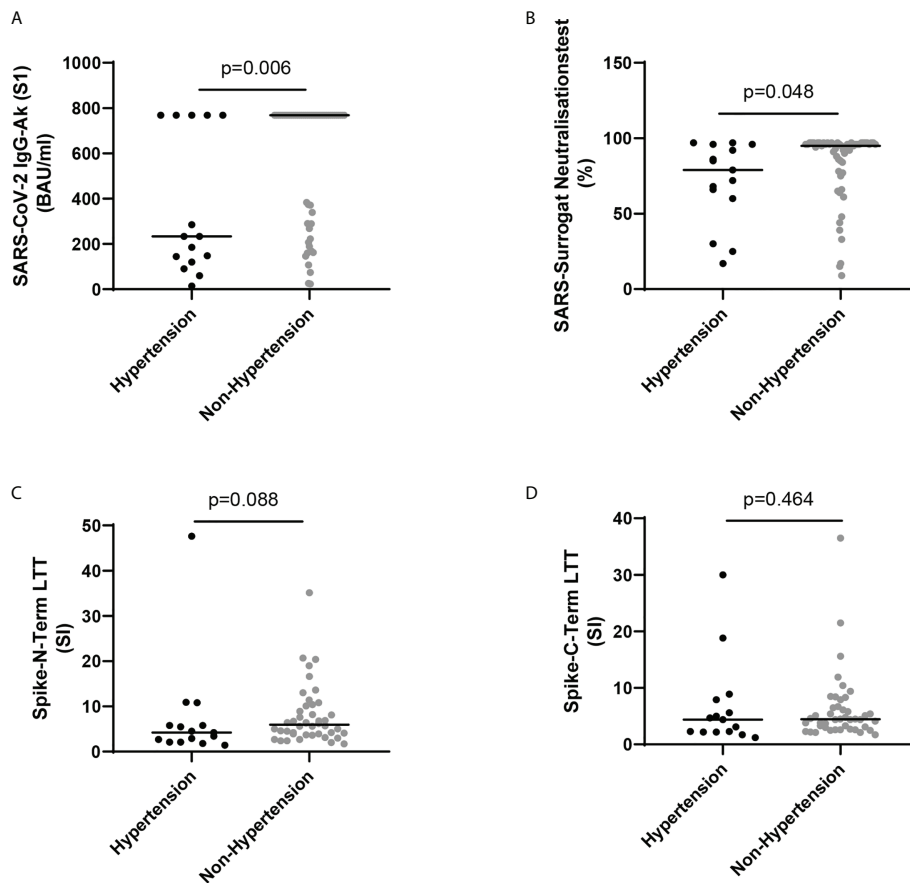 A
SARS-CoV-2 IgG-Ak (S1)
(BAU/ml)
1000
800
600
400
200
0
p=0.006
Hypertension
Non-Hypertension
B
SARS-Surrogat Neutralisationstest
(%)
150
100
50
0
p=0.048
Hypertension
Non-Hypertension
C
Spike-N-Term LTT
(SI)
50
40
30
20
10
0
p=0.088
Hypertension
Non-Hypertension
D
Spike-C-Term LTT
(SI)
40
30
20
10
0
p=0.464
Hypertension
Non-Hypertension